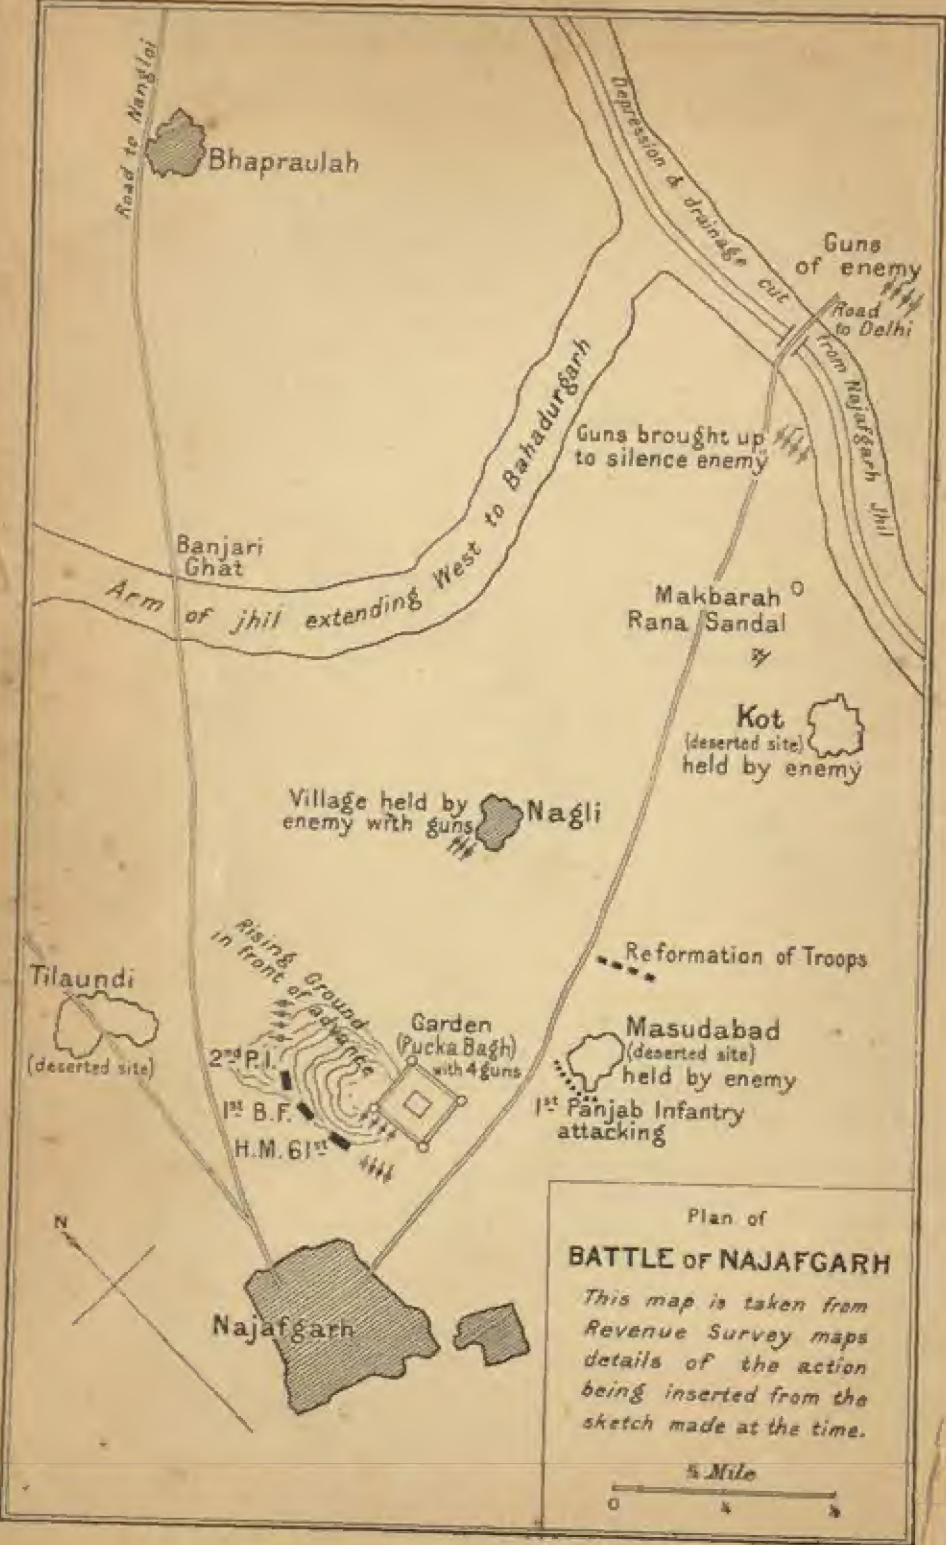 Road to Nangloi
Bhapraulah
Depression & drainage cut
from Najafgarh Jhil
Guns
of enemy
Road
to Delhi
Guns brought up
to silence enemy
Banjari
Ghat
Arm of jhil extending West to Bahadurgarh
Makbarah
Rana Sandal
Kot
(deserted site)
held by enemy
Village held by
enemy with guns
Nagli
Reformation of Troops
Rising Ground
in front of advance
Tilaundi
(deserted site)
Garden
(Pucka Bagh)
with 4 guns
Masudabad
(deserted site)
held by enemy
1st Panjab Infantry
attacking
2nd P.I.
1st B.F.
H.M. 61st
N
Najafgarh
Plan of
BATTLE OF NAJAFGARH
This map is taken from
Revenue Survey maps
details of the action
being inserted from the
sketch made at the time.
Mile
0 ¼ ½